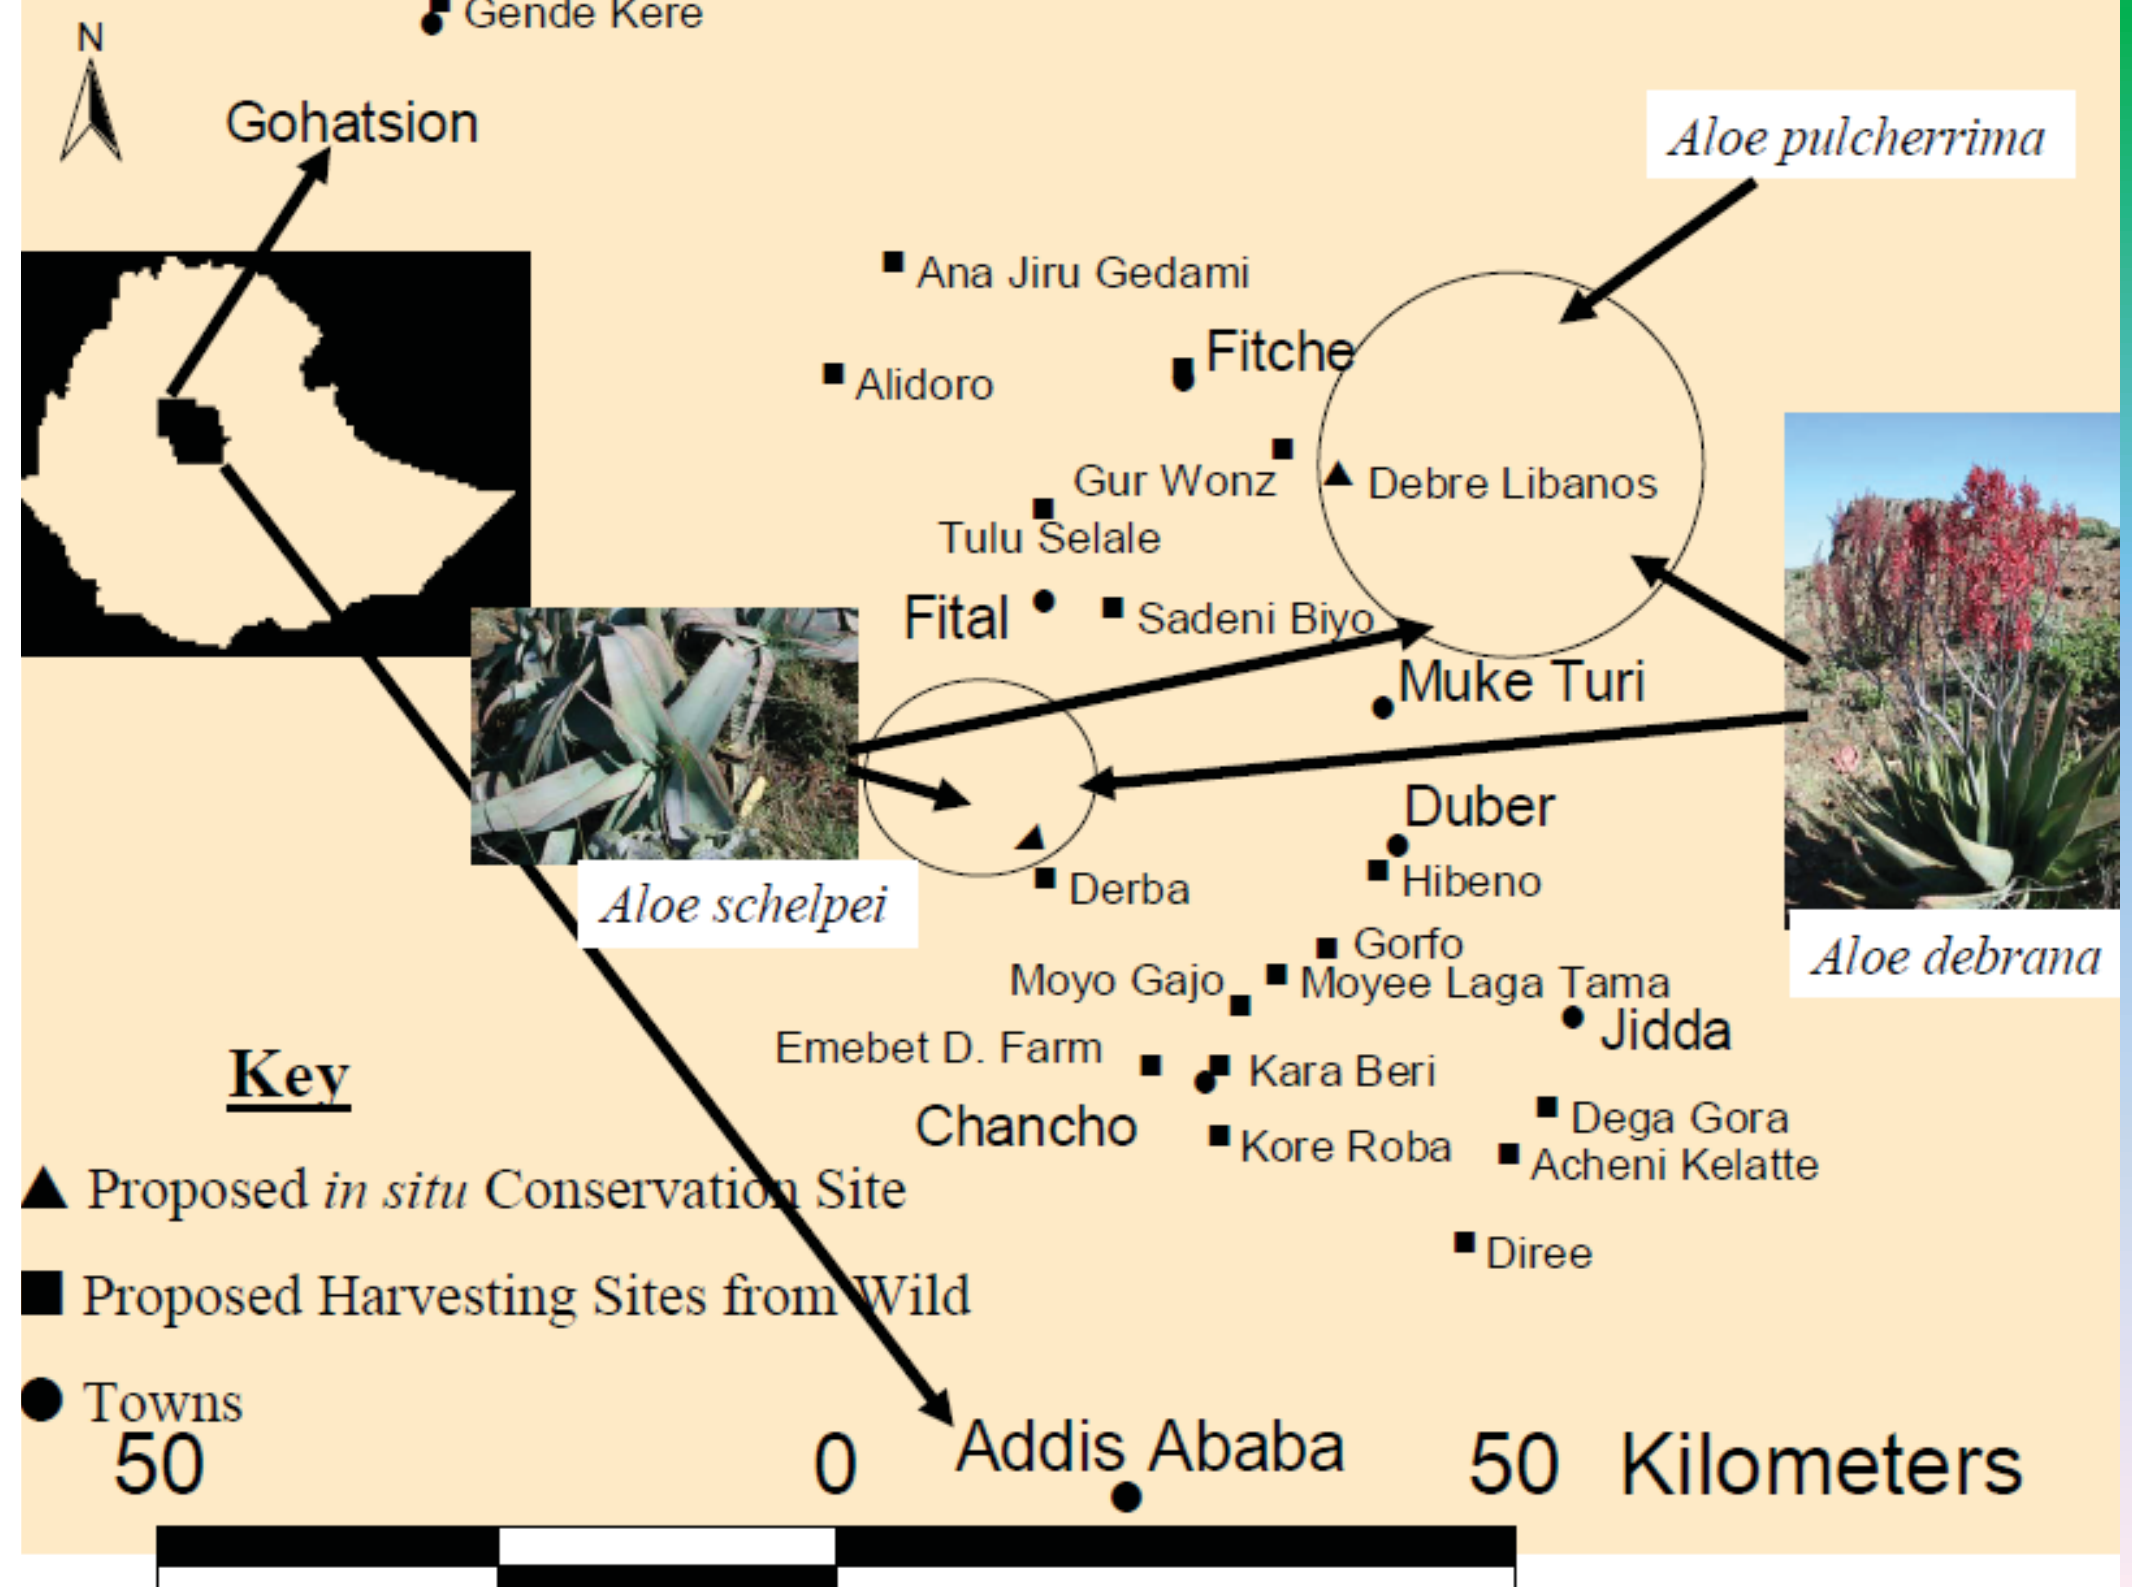 Gende Kere
N
Gohatsion
Aloe pulcherrima
Ana Jiru Gedami
Fitche
Alidoro
Gur Wonz
Debre Libanos
Tulu Selale
Fital
Sadeni Biyo
Muke Turi
Duber
Hibeno
Derba
Aloe schelpei
Aloe debrana
Gorfo
Moyo Gajo
Moyee Laga Tama
Jidda
Emebet D. Farm
Kara Beri
Chancho
Kore Roba
Dega Gora
Acheni Kelatte
Diree
Key
Proposed in situ Conservation Site
Proposed Harvesting Sites from Wild
Towns
Addis Ababa
50 0 50 Kilometers